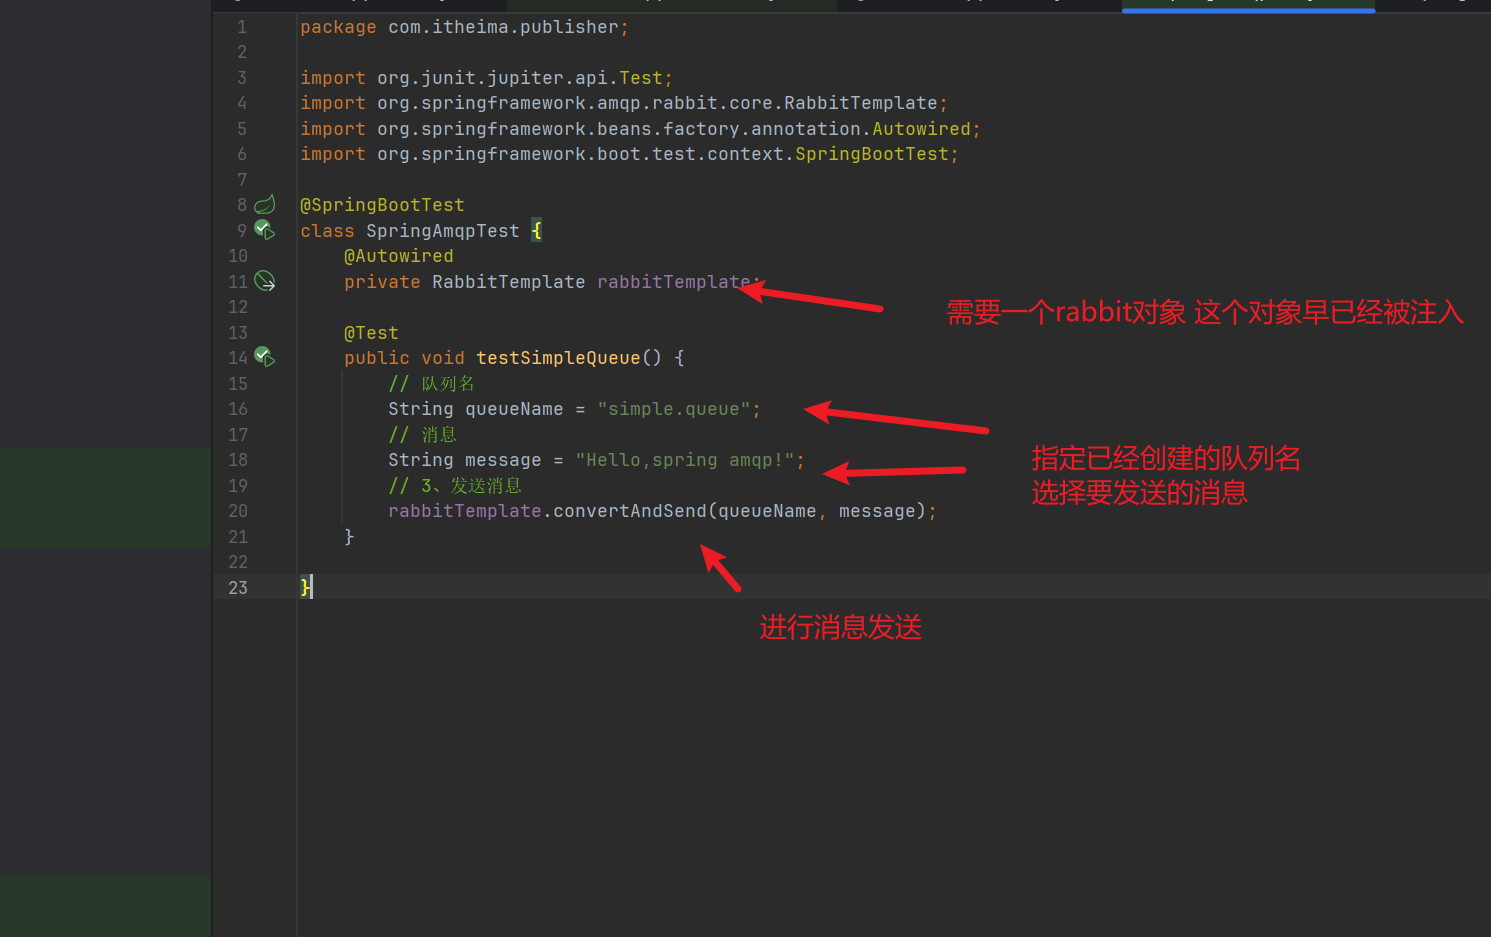 1 package com.itheima.publisher;
2
3 import org.junit.jupiter.api.Test;
4 import org.springframework.amqp.rabbit.core.RabbitTemplate;
5 import org.springframework.beans.factory.annotation.Autowired;
6 import org.springframework.boot.test.context.SpringBootTest;
7
8 @SpringBootTest
9 class SpringAmqpTest {
10 @Autowired
11 private RabbitTemplate rabbitTemplate;
需要一个rabbit对象 这个对象早已经被注入
12
13 @Test
14 public void testSimpleQueue() {
15 // 队列名
16 String queueName = "simple.queue";
17 // 消息
18 String message = "Hello,spring amqp!";
指定已经创建的队列名
选择要发送的消息
19 // 3、发送消息
20 rabbitTemplate.convertAndSend(queueName, message);
21 }
22
23 }
进行消息发送